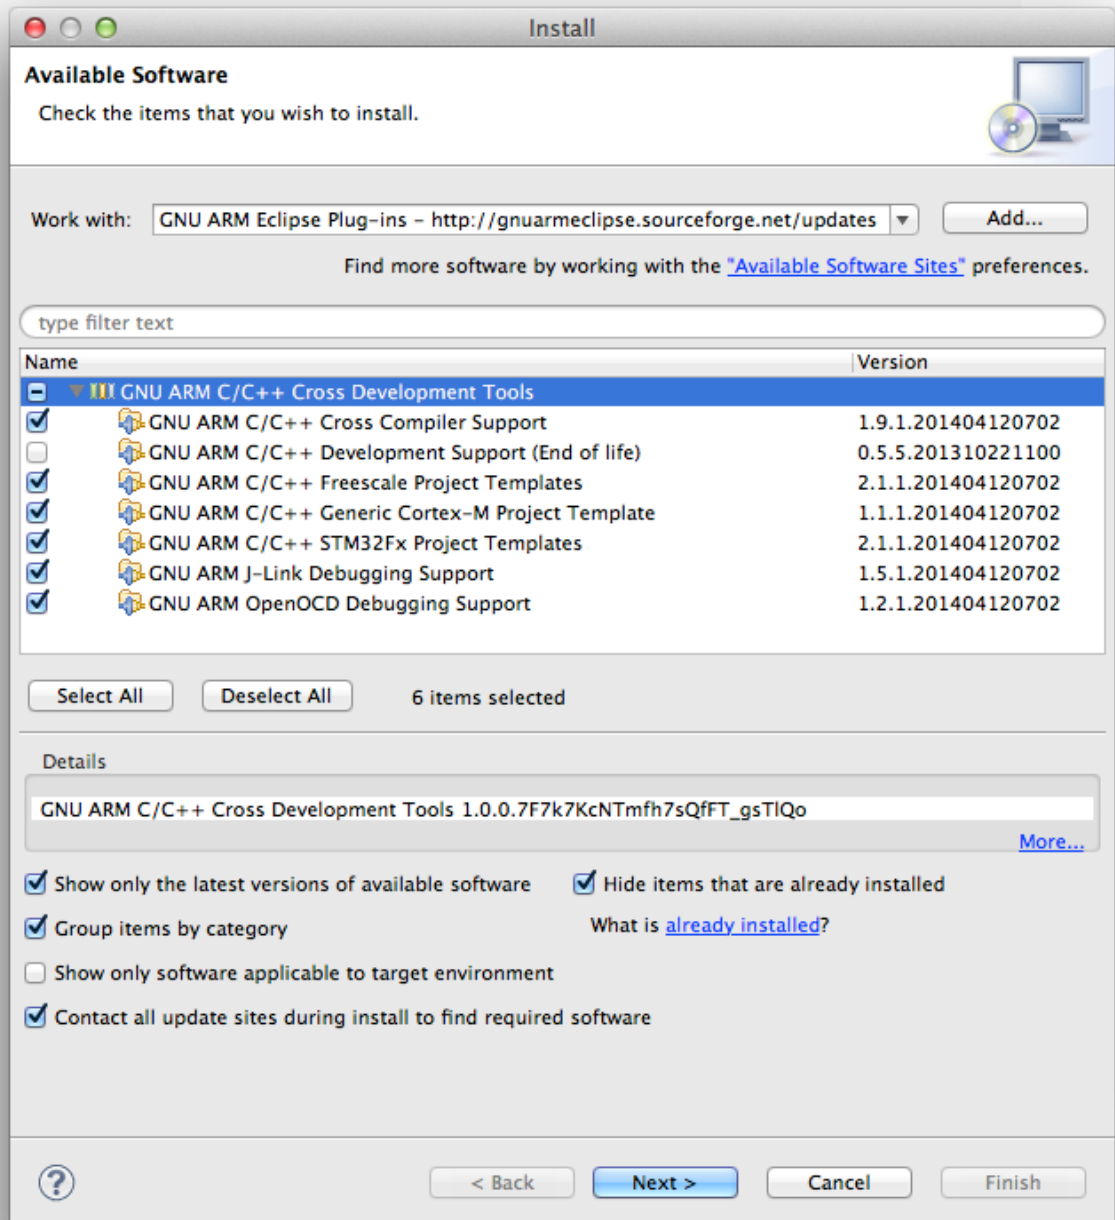 Install
Available Software
Check the items that you wish to install.
Work with: GNU ARM Eclipse Plug-ins – http://gnuarmeclipse.sourceforge.net/updates Add...
Find more software by working with the "Available Software Sites" preferences.
type filter text
Name Version
GNU ARM C/C++ Cross Development Tools
GNU ARM C/C++ Cross Compiler Support 1.9.1.201404120702
GNU ARM C/C++ Development Support (End of life) 0.5.5.201310221100
GNU ARM C/C++ Freescale Project Templates 2.1.1.201404120702
GNU ARM C/C++ Generic Cortex-M Project Template 1.1.1.201404120702
GNU ARM C/C++ STM32Fx Project Templates 2.1.1.201404120702
GNU ARM J-Link Debugging Support 1.5.1.201404120702
GNU ARM OpenOCD Debugging Support 1.2.1.201404120702
Select All Deselect All 6 items selected
Details
GNU ARM C/C++ Cross Development Tools 1.0.0.7F7k7KcNTmfh7sQfFT_gsTlQo
More...
Show only the latest versions of available software Hide items that are already installed
Group items by category What is already installed?
Show only software applicable to target environment
Contact all update sites during install to find required software
? < Back Next > Cancel Finish